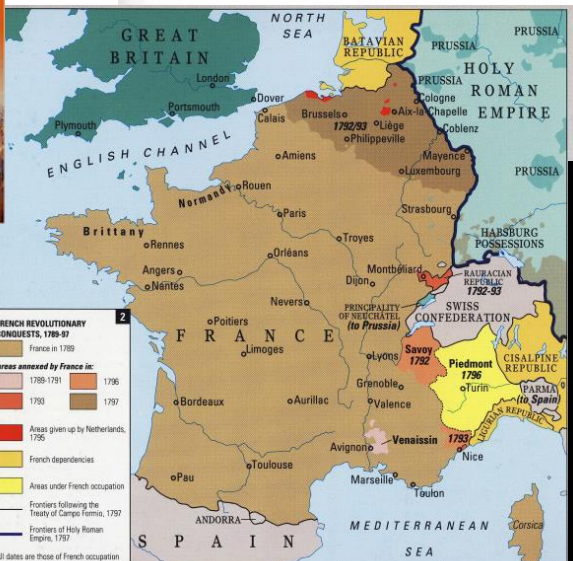 NORTH
SEA
GREAT
BRITAIN
BATAVIAN
REPUBLIC
PRUSSIA
PRUSSIA
PRUSSIA
HOLY
ROMAN
EMPIRE
London
Dover
Portsmouth
Plymouth
Calais
Brussels
1792/93
Cologne
Aix-la Chapelle
Liège
Coblenz
Philippeville
ENGLISH CHANNEL
Amiens
Mayence
Luxembourg
PRUSSIA
Normandy
Rouen
Paris
Strasbourg
Brittany
Rennes
Troyes
HABSBURG
POSSESSIONS
Orléans
Angers
Nantes
Montbéliard
Dijon
RAURACIAN
REPUBLIC
1792-93
PRINCIPALITY
OF NEUCHATEL
(to Prussia)
SWISS
CONFEDERATION
Nevers
Poitiers
FRANCE
Limoges
Lyons
Savoy
1792
Piedmont
1796
Turin
CISALPINE
REPUBLIC
PARMA
(to Spain)
LIGURIAN REPUBLIC
Grenoble
Valence
Bordeaux
Aurillac
Avignon
Venaissin
1793
Nice
Toulouse
Pau
Marseille
Toulon
ANDORRA
SPAIN
MEDITERRANEAN
SEA
Corsica
2
FRENCH REVOLUTIONARY
CONQUESTS, 1789-97
France in 1789
areas annexed by France in:
1789-1791
1796
1793
1797
Areas given up by Netherlands,
1795
French dependencies
Areas under French occupation
Frontiers following the
Treaty of Campo Formio, 1797
Frontiers of Holy Roman
Empire, 1797
All dates are those of French occupation